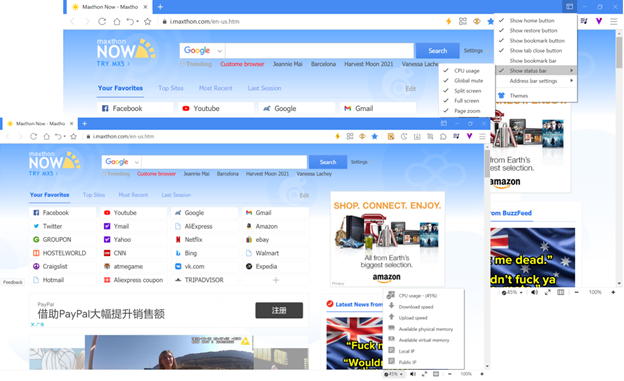 Maxthon Now - Maxtho
i.maxthon.com/en-us.htm
Show home button
Show restore button
Show bookmark button
Show tab close button
Show bookmark bar
Show status bar
Address bar settings
Themes
CPU usage
Global mute
Split screen
Full screen
Page zoom
maxthon
NOW
TRY MX5 >
Google
Search
Settings
Trending
Custome browser
Jeannie Mai
Barcelona
Harvest Moon 2021
Vanessa Lachey
Your Favorites
Top Sites
Most Recent
Last Session
Edit
Facebook
Youtube
Google
Gmail
all from Earth's
biggest selection.
amazon
from BuzzFeed
me dead."
dn't fuck ya
45%
100%
Maxthon Now - Maxtho
i.maxthon.com/en-us.htm
maxthon
NOW
TRY MX5 >
Google
Search
Settings
Trending
Custome browser
Jeannie Mai
Barcelona
Harvest Moon 2021
Vanessa Lachey
Your Favorites
Top Sites
Most Recent
Last Session
Edit
Facebook
Youtube
Google
Gmail
Twitter
Ymail
AliExpress
Amazon
GROUPON
Yahoo
Netflix
ebay
HOSTELWORLD
CNN
Bing
Walmart
Craigslist
atmegame
vk.com
Expedia
Hotmail
Aliexpress coupon
TRIPADVISOR
Feedback
SHOP. CONNECT. ENJOY.
All from Earth's
biggest selection.
amazon
Privacy
PayPal
借助PayPal大幅提升销售额
注册
广告
Latest News from
"Fuck m
"Wouldn
CPU usage - (45%)
Download speed
Upload speed
Available physical memory
Available virtual memory
Local IP
Public IP
45%
100%